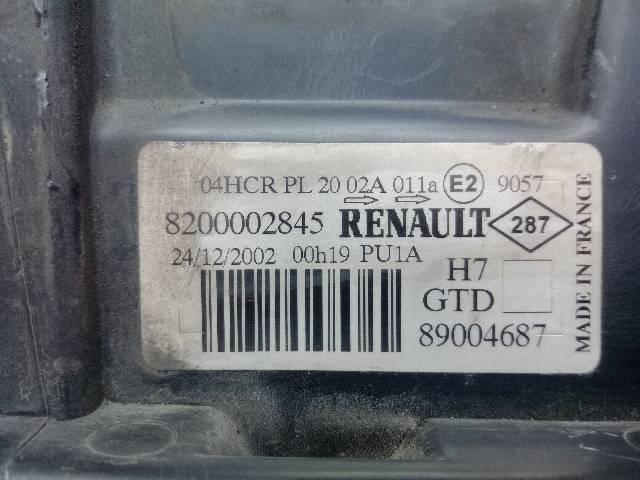 04HCR PL 20 02A 011a E2 9057
8200002845 RENAULT 287
24/12/2002 00h19 PU1A
H7
GTD
89004687
MADE IN FRANCE